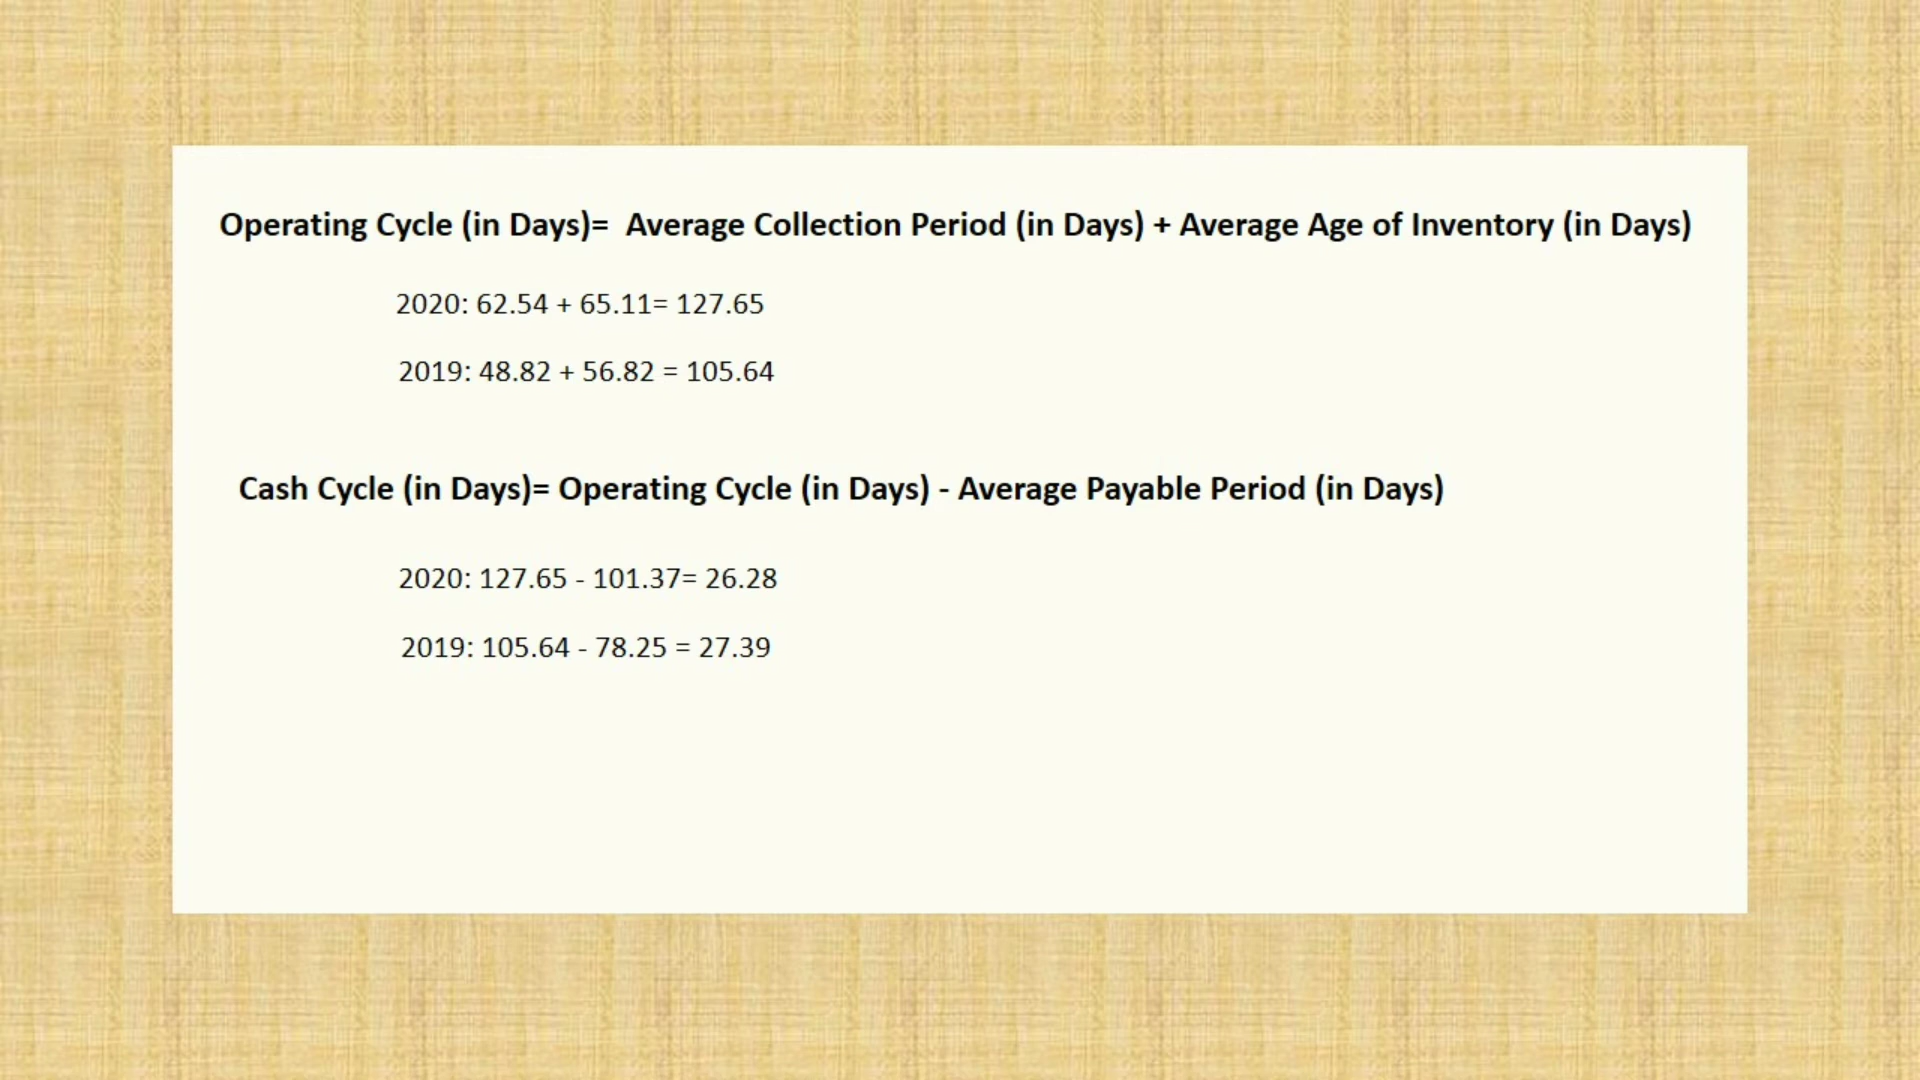 Operating Cycle (in Days)= Average Collection Period (in Days) + Average Age of Inventory (in Days)
2020: 62.54 + 65.11= 127.65
2019: 48.82 + 56.82 = 105.64
Cash Cycle (in Days)= Operating Cycle (in Days) - Average Payable Period (in Days)
2020: 127.65 - 101.37= 26.28
2019: 105.64 - 78.25 = 27.39